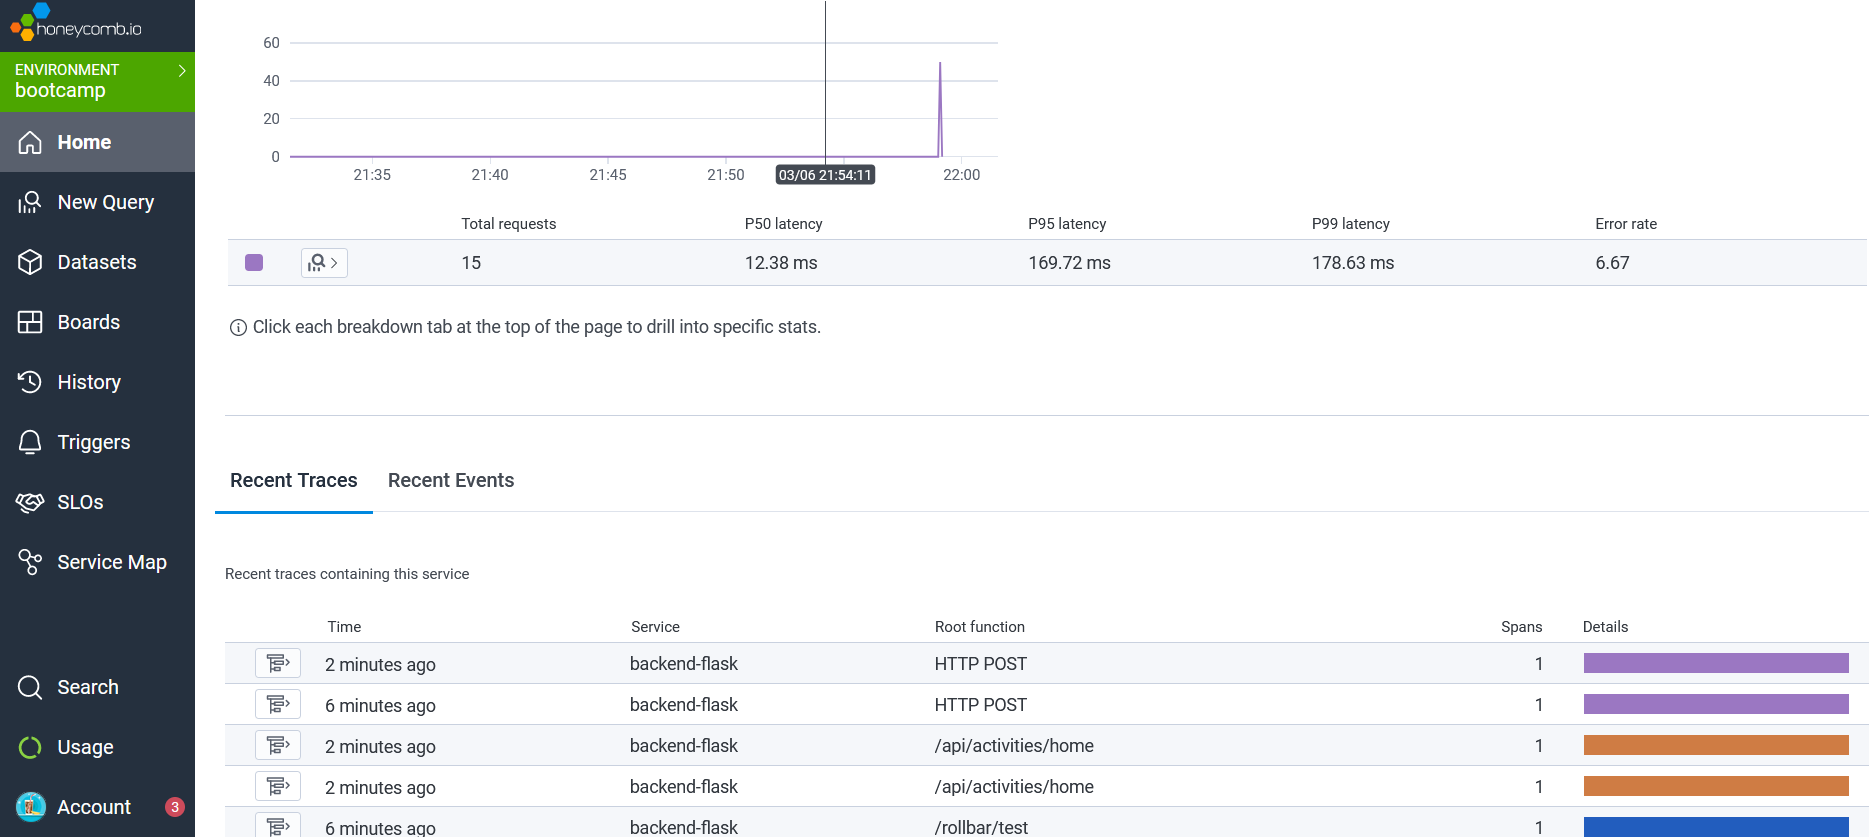 honeycomb.io
ENVIRONMENT
bootcamp
Home
New Query
Datasets
Boards
History
Triggers
SLOs
Service Map
Search
Usage
Account 3
60
40
20
0
21:35 21:40 21:45 21:50 03/06 21:54:11 22:00
Total requests P50 latency P95 latency P99 latency Error rate
15 12.38 ms 169.72 ms 178.63 ms 6.67
Click each breakdown tab at the top of the page to drill into specific stats.
Recent Traces Recent Events
Recent traces containing this service
Time Service Root function Spans Details
2 minutes ago backend-flask HTTP POST 1
6 minutes ago backend-flask HTTP POST 1
2 minutes ago backend-flask /api/activities/home 1
2 minutes ago backend-flask /api/activities/home 1
6 minutes ago backend-flask /rollbar/test 1